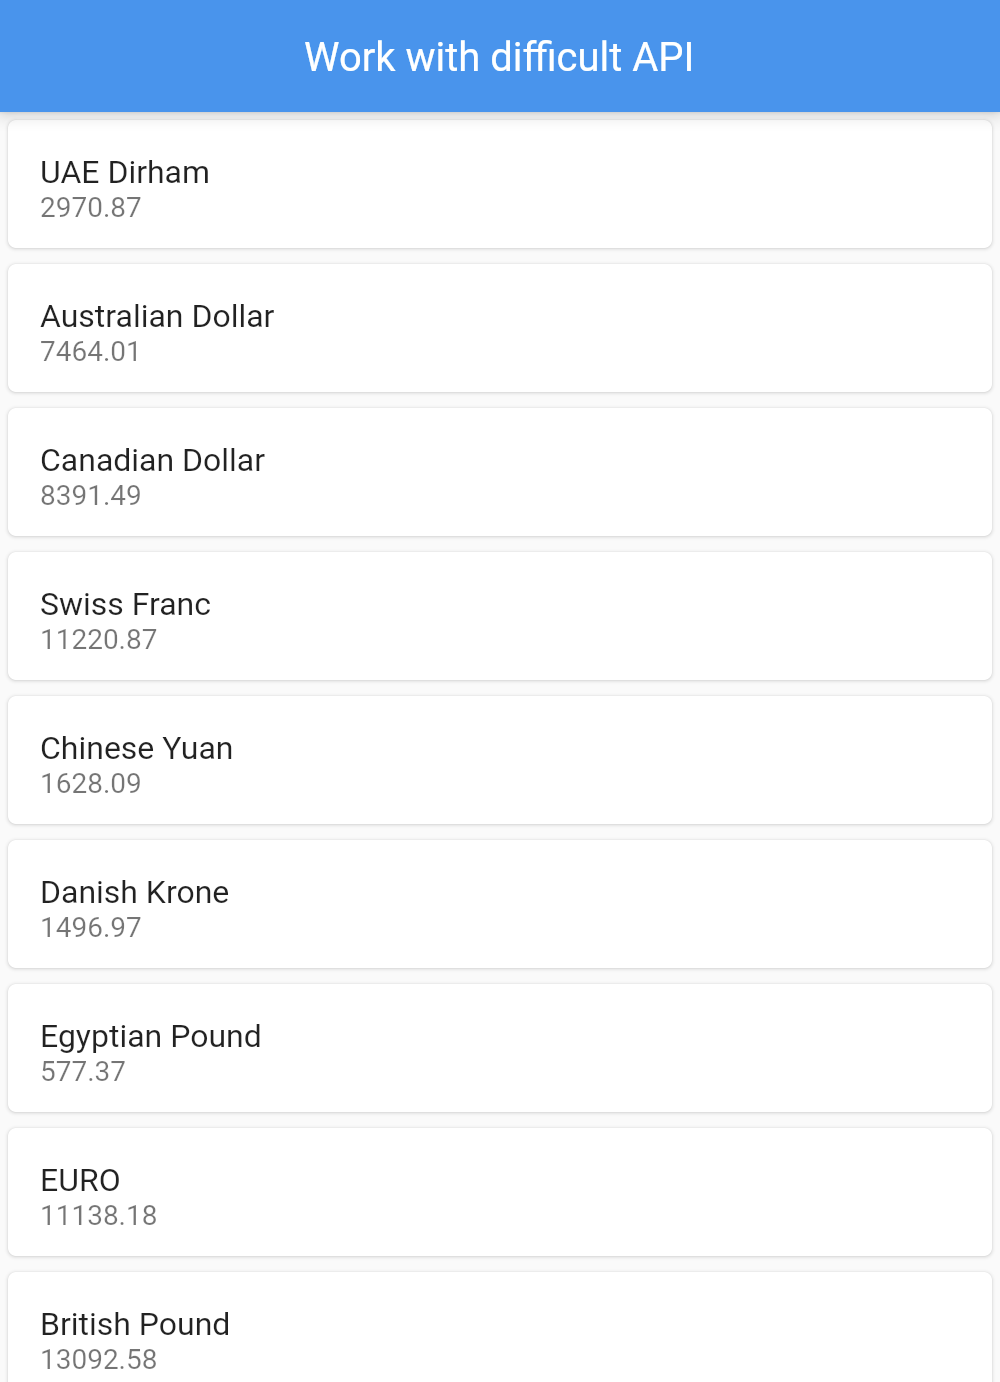 Work with difficult API
UAE Dirham
2970.87
Australian Dollar
7464.01
Canadian Dollar
8391.49
Swiss Franc
11220.87
Chinese Yuan
1628.09
Danish Krone
1496.97
Egyptian Pound
577.37
EURO
11138.18
British Pound
13092.58